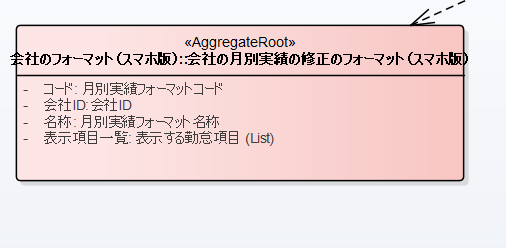 «AggregateRoot»
会社のフォーマット（スマホ版）::会社の月別実績の修正のフォーマット（スマホ版）
- コード: 月別実績フォーマットコード
- 会社ID: 会社ID
- 名称: 月別実績フォーマット名称
- 表示項目一覧: 表示する勤怠項目 (List)